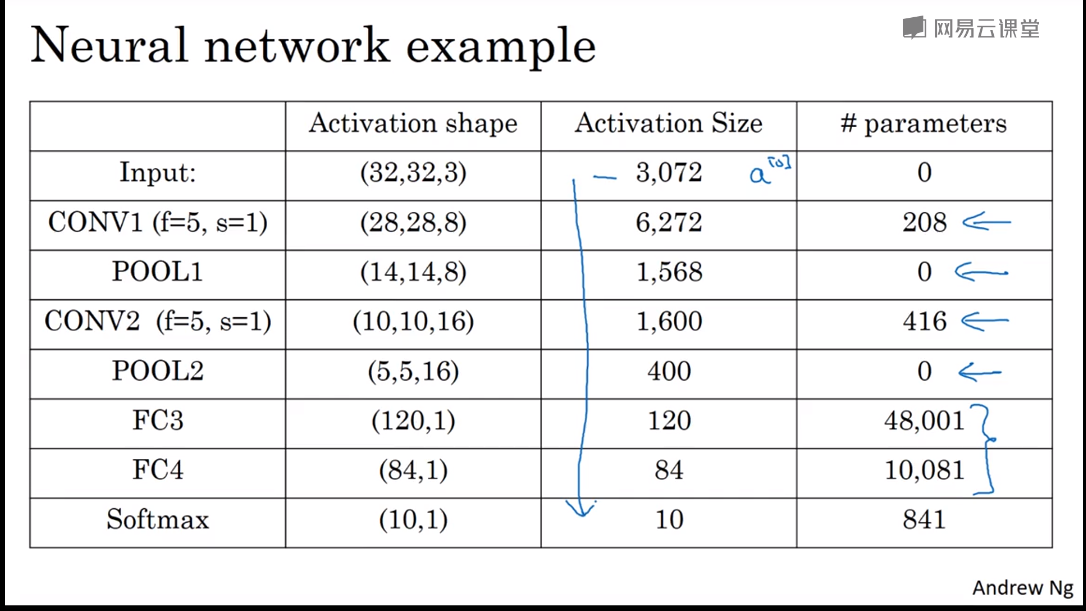 网易云课堂
Neural network example
Activation shape Activation Size # parameters
Input: (32,32,3) — 3,072 a[0] 0
CONV1 (f=5, s=1) (28,28,8) 6,272 208 ←
POOL1 (14,14,8) 1,568 0 ←
CONV2 (f=5, s=1) (10,10,16) 1,600 416 ←
POOL2 (5,5,16) 400 0 ←
FC3 (120,1) 120 48,001 }
FC4 (84,1) 84 10,081
Softmax (10,1) 10 841
Andrew Ng